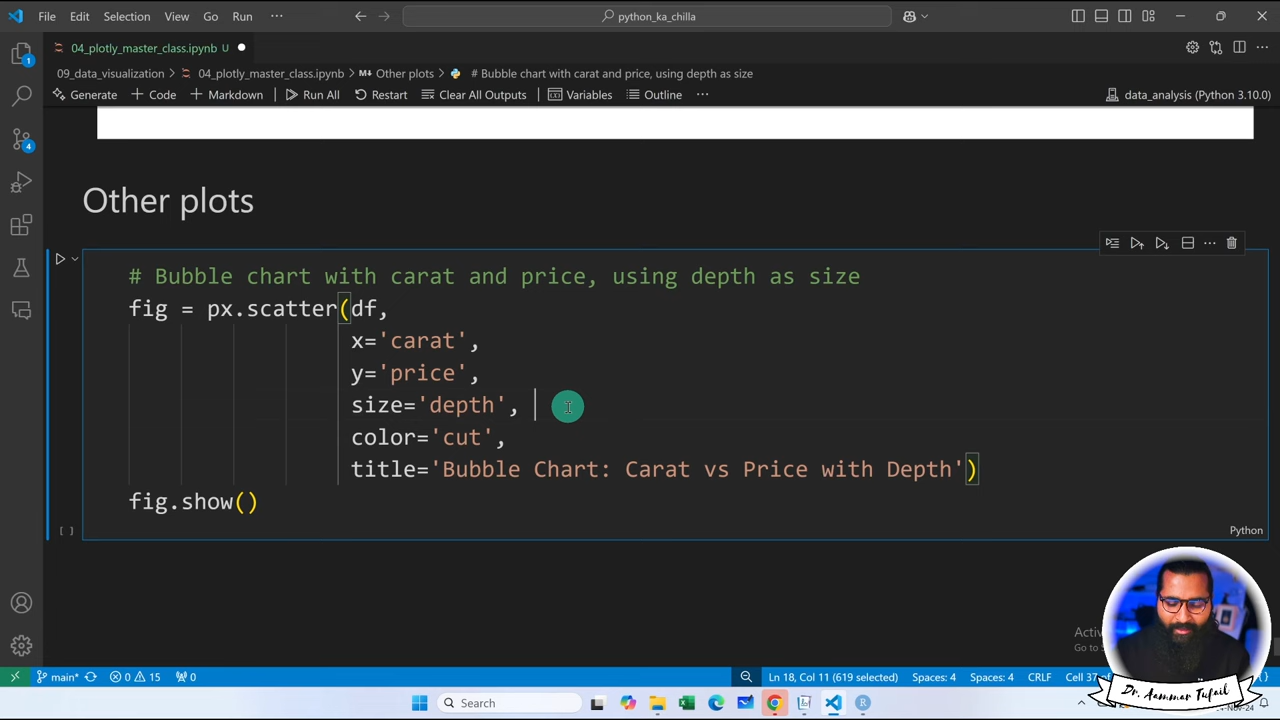 File Edit Selection View Go Run ··· python_ka_chilla
04_plotly_master_class.ipynb U
09_data_visualization > 04_plotly_master_class.ipynb > M↓ Other plots > # Bubble chart with carat and price, using depth as size
Generate + Code + Markdown Run All Restart Clear All Outputs Variables Outline ··· data_analysis (Python 3.10.0)
1
4
Other plots
# Bubble chart with carat and price, using depth as size
fig = px.scatter(df,
x='carat',
y='price',
size='depth',
color='cut',
title='Bubble Chart: Carat vs Price with Depth')
fig.show()
[ ] Python
main* 0 15 0 Ln 18, Col 11 (619 selected) Spaces: 4 Spaces: 4 CRLF Cell 37
Dr. Aammar Tufail
Search